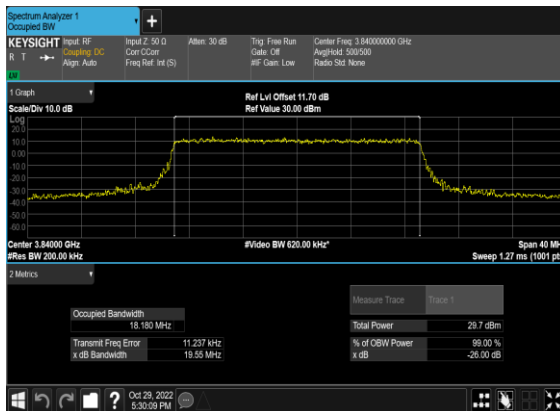 Spectrum Analyzer 1
Occupied BW
KEYSIGHT
R T
Input: RF
Coupling: DC
Align: Auto
Input Z: 50 Ω
Corr CCorr
Freq Ref: Int (S)
Atten: 30 dB
Trig: Free Run
Gate: Off
#IF Gain: Low
Center Freq: 3.840000000 GHz
Avg|Hold: 500/500
Radio Std: None
1 Graph
Scale/Div 10.0 dB
Ref Lvl Offset 11.70 dB
Ref Value 30.00 dBm
Log
20.0
10.0
0.00
-10.0
-20.0
-30.0
-40.0
-50.0
-60.0
Center 3.84000 GHz
#Res BW 200.00 kHz
#Video BW 620.00 kHz*
Span 40 MH
Sweep 1.27 ms (1001 pt
2 Metrics
Measure Trace
Trace 1
Occupied Bandwidth
18.180 MHz
Total Power
29.7 dBm
Transmit Freq Error
11.237 kHz
% of OBW Power
99.00 %
x dB Bandwidth
19.55 MHz
x dB
-26.00 dB
Oct 29, 2022
5:30:09 PM